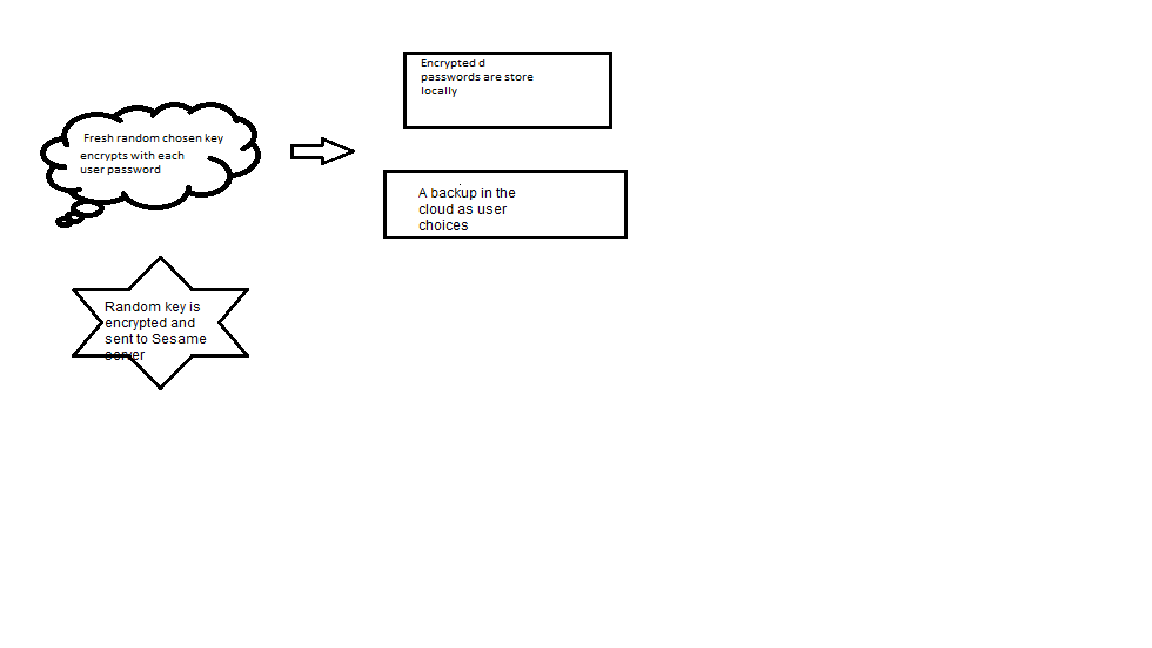 Encrypted d
passwords are store
locally
Fresh random chosen key
encrypts with each
user password
A backup in the
cloud as user
choices
Random key is
encrypted and
sent to Sesame
server